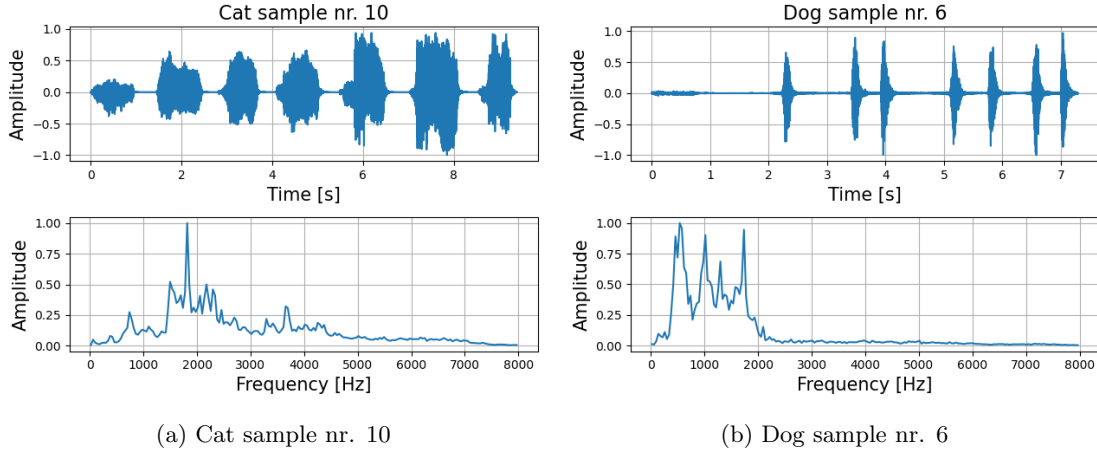 Cat sample nr. 10
1.0
0.5
0.0
−0.5
−1.0
Amplitude
0 2 4 6 8
Time [s]
1.00
0.75
0.50
0.25
0.00
Amplitude
0 1000 2000 3000 4000 5000 6000 7000 8000
Frequency [Hz]
(a) Cat sample nr. 10
Dog sample nr. 6
1.0
0.5
0.0
−0.5
−1.0
Amplitude
0 1 2 3 4 5 6 7
Time [s]
1.00
0.75
0.50
0.25
0.00
Amplitude
0 1000 2000 3000 4000 5000 6000 7000 8000
Frequency [Hz]
(b) Dog sample nr. 6